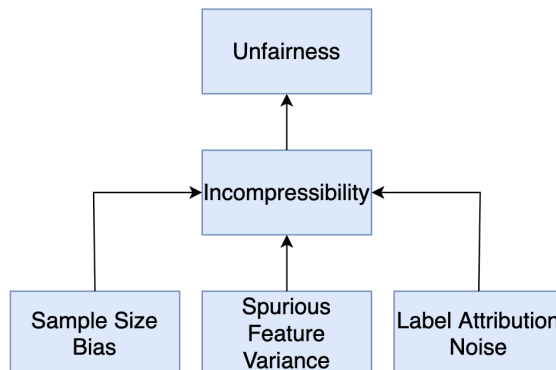 Unfairness
Incompressibility
Sample Size
Bias
Spurious
Feature
Variance
Label Attribution
Noise